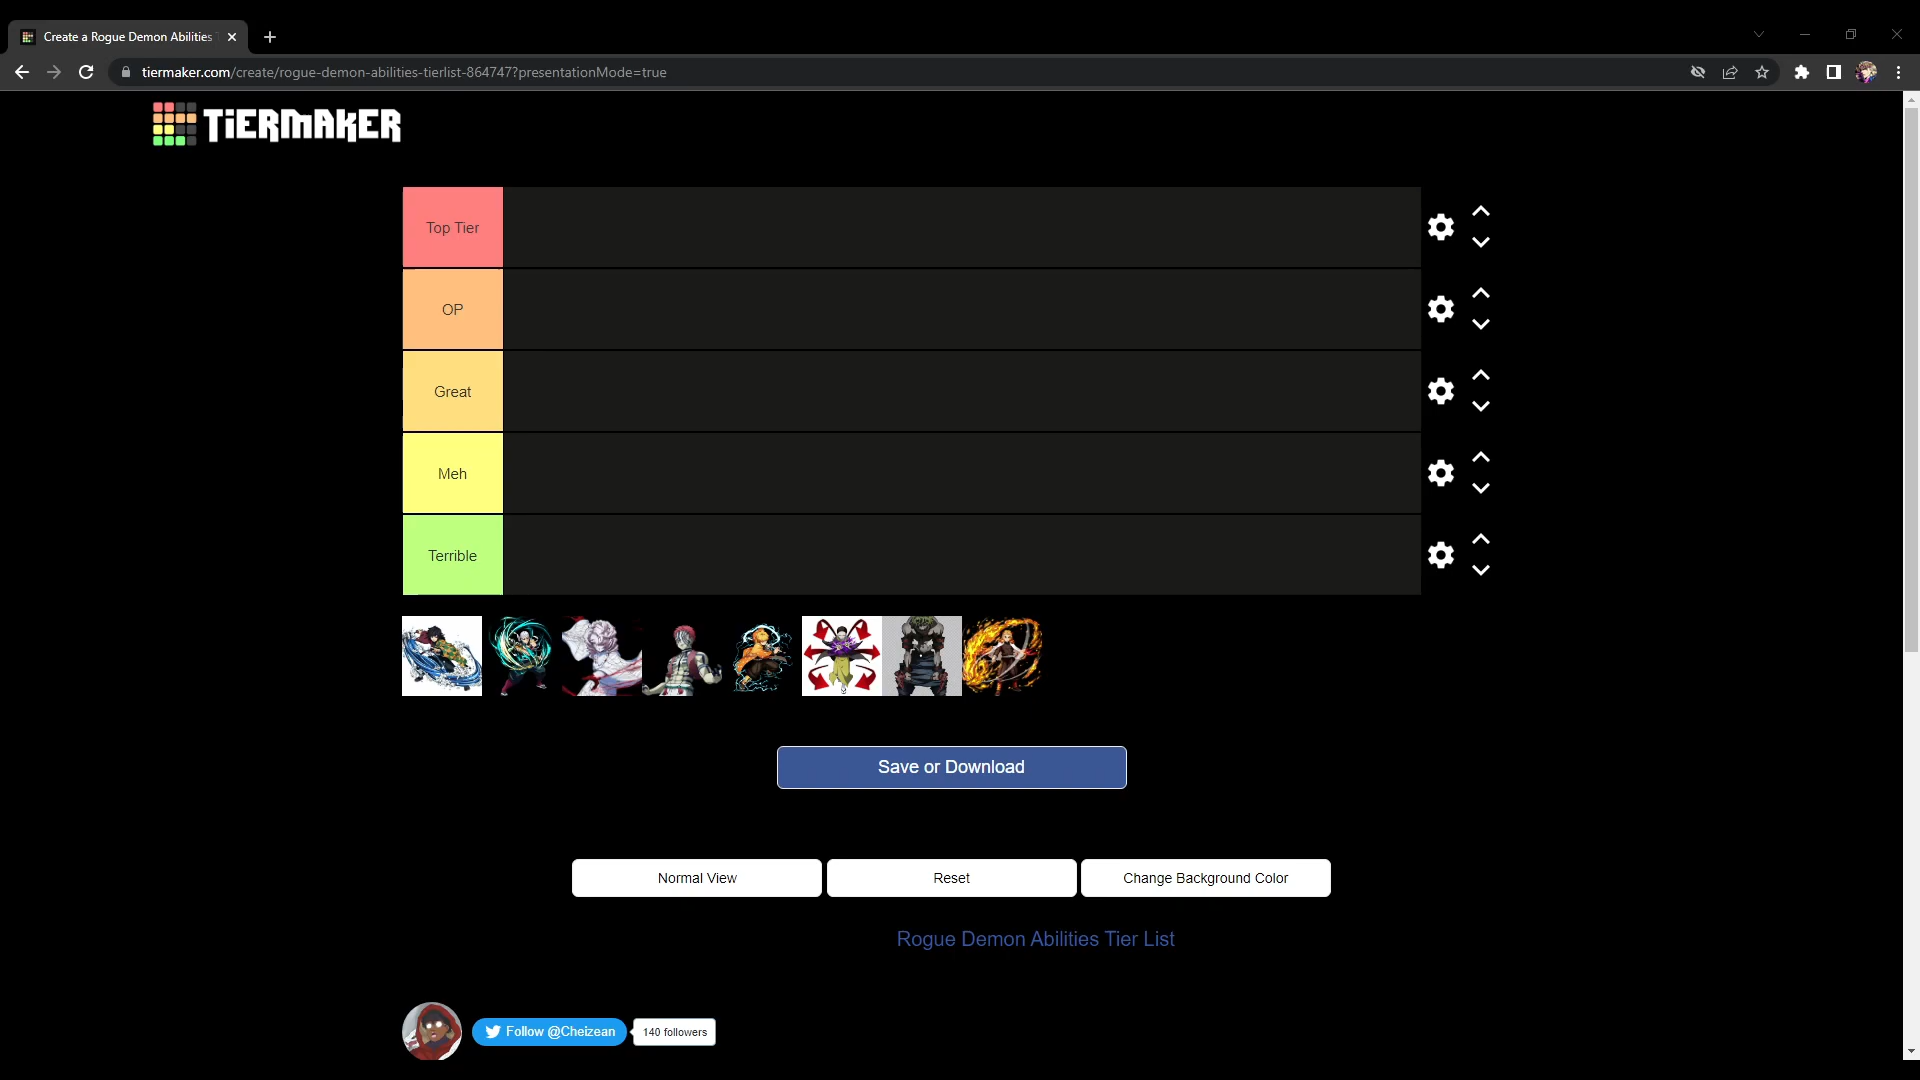 Create a Rogue Demon Abilities
tiermaker.com/create/rogue-demon-abilities-tierlist-864747?presentationMode=true
TiERMAKER
Top Tier
OP
Great
Meh
Terrible
Save or Download
Normal View
Reset
Change Background Color
Rogue Demon Abilities Tier List
Follow @Cheizean
140 followers